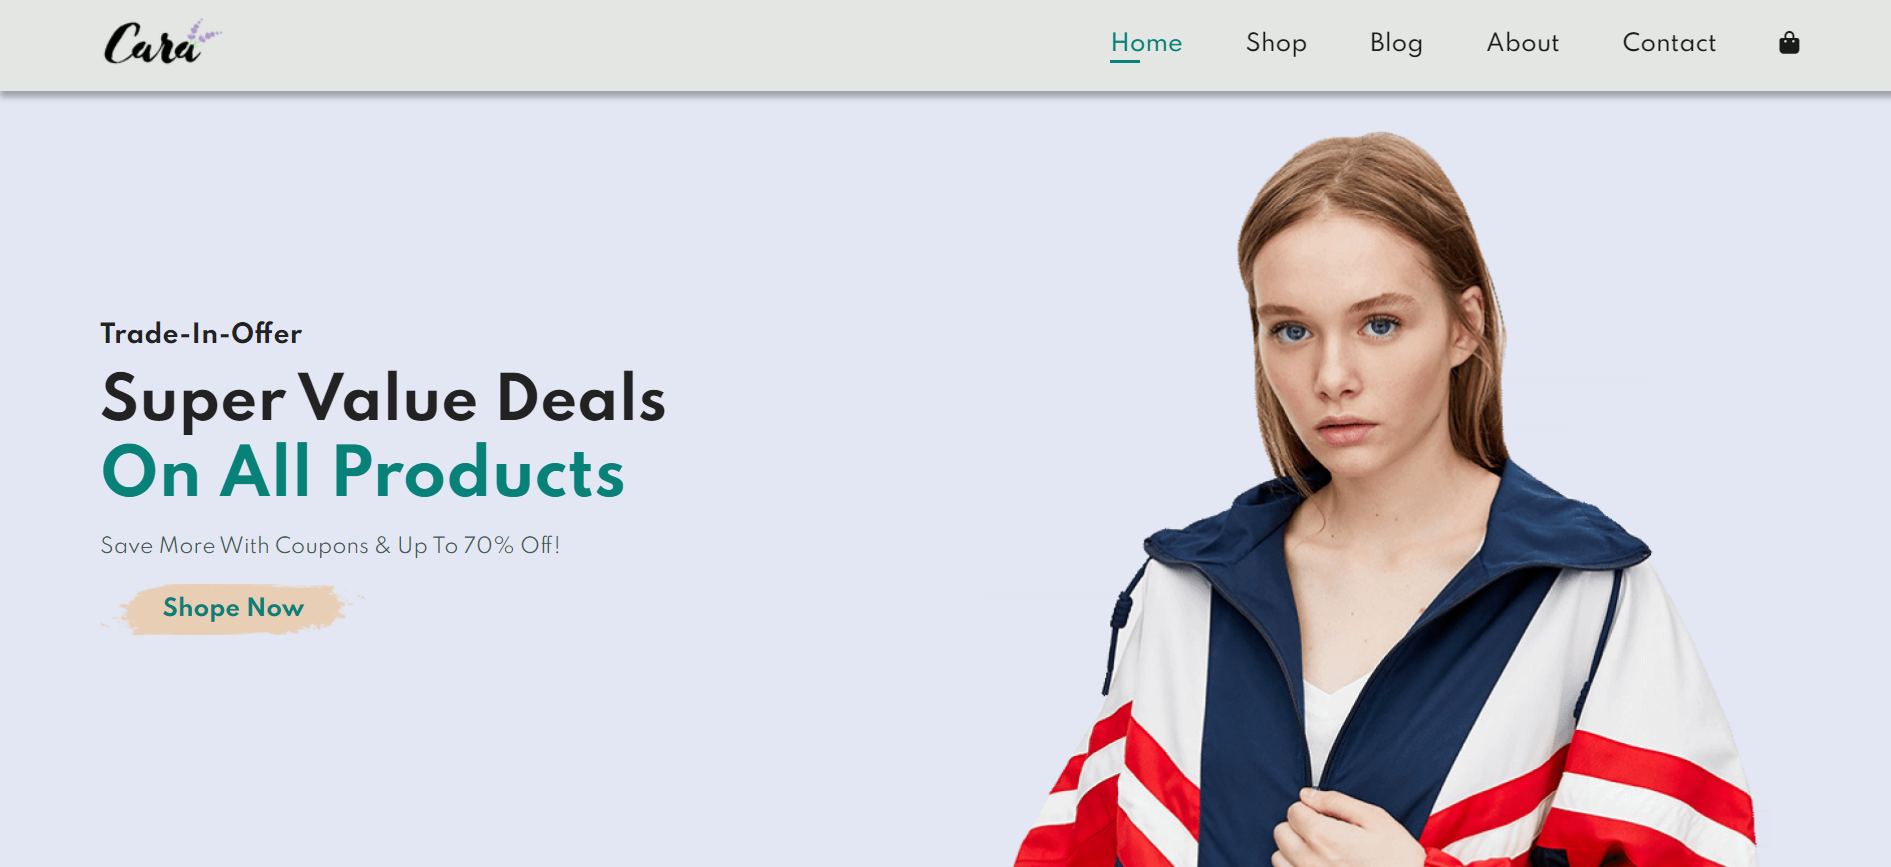 Cara
Home Shop Blog About Contact
Trade-In-Offer
Super Value Deals
On All Products
Save More With Coupons & Up To 70% Off!
Shope Now